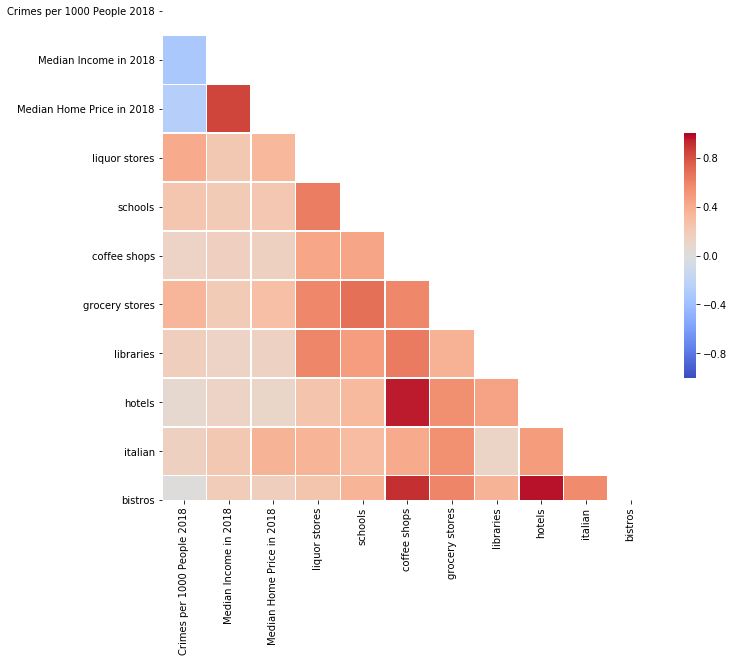 Crimes per 1000 People 2018
Median Income in 2018
Median Home Price in 2018
liquor stores
schools
coffee shops
grocery stores
libraries
hotels
italian
bistros
0.8
0.4
0.0
−0.4
−0.8
Crimes per 1000 People 2018
Median Income in 2018
Median Home Price in 2018
liquor stores
schools
coffee shops
grocery stores
libraries
hotels
italian
bistros